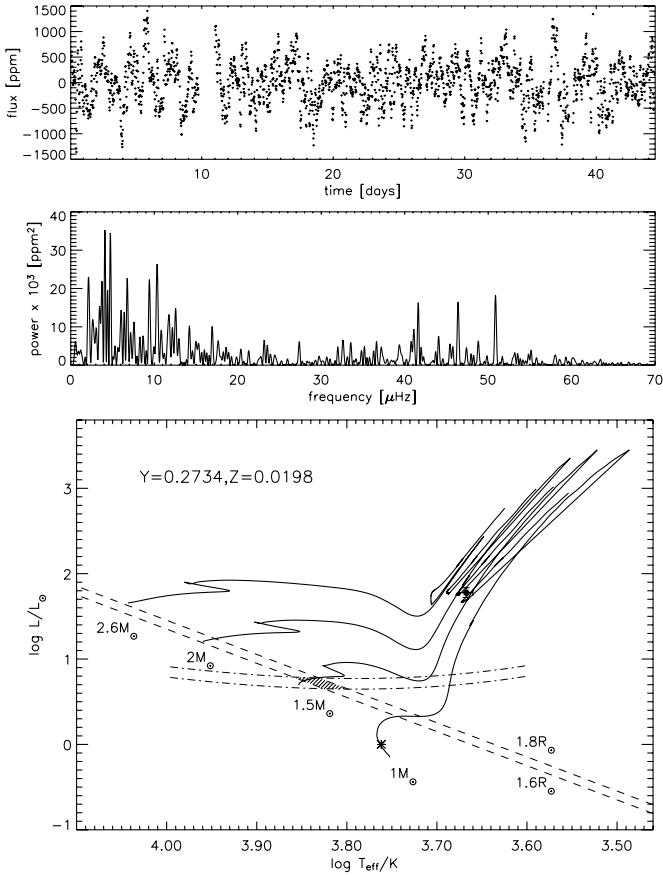 1500
1000
500
0
−500
−1000
−1500
flux [ppm]
10 20 30 40
time [days]
40
30
20
10
0
power x 10³ [ppm²]
0 10 20 30 40 50 60 70
frequency [μHz]
Y=0.2734,Z=0.0198
3
2
1
0
−1
log L/L☉
2.6M☉
2M☉
1.5M☉
1M☉
1.8R☉
1.6R☉
4.00 3.90 3.80 3.70 3.60 3.50
log T_eff/K